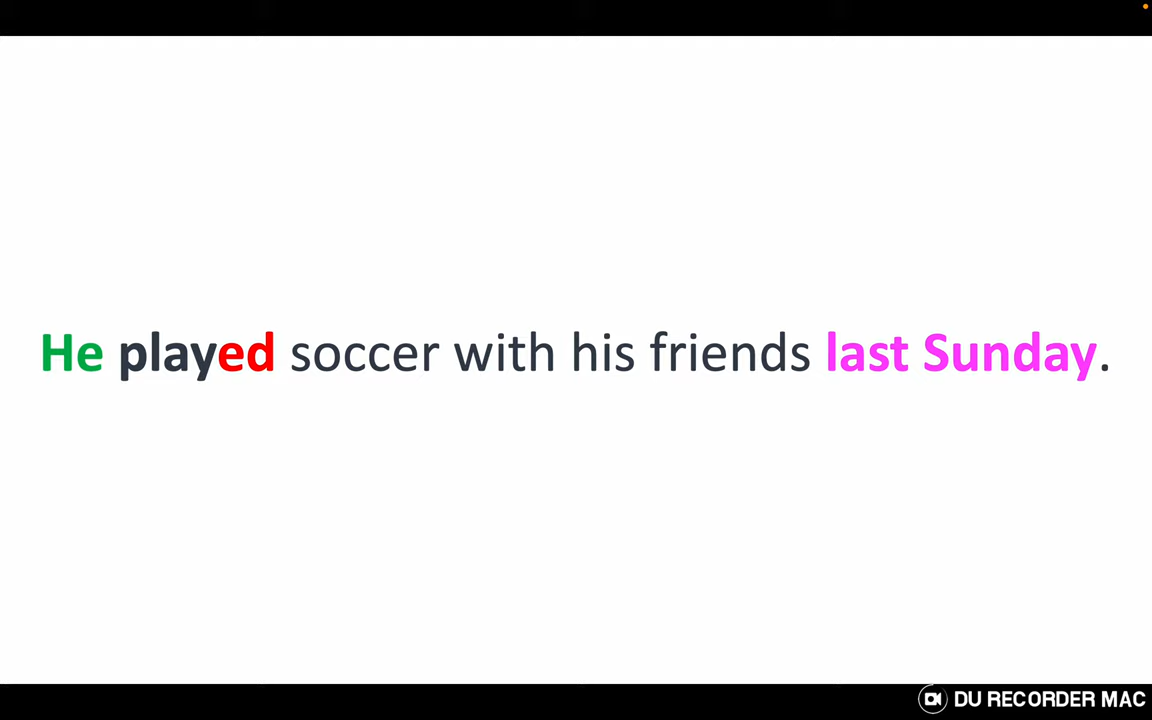 He played soccer with his friends last Sunday.
DU RECORDER MAC